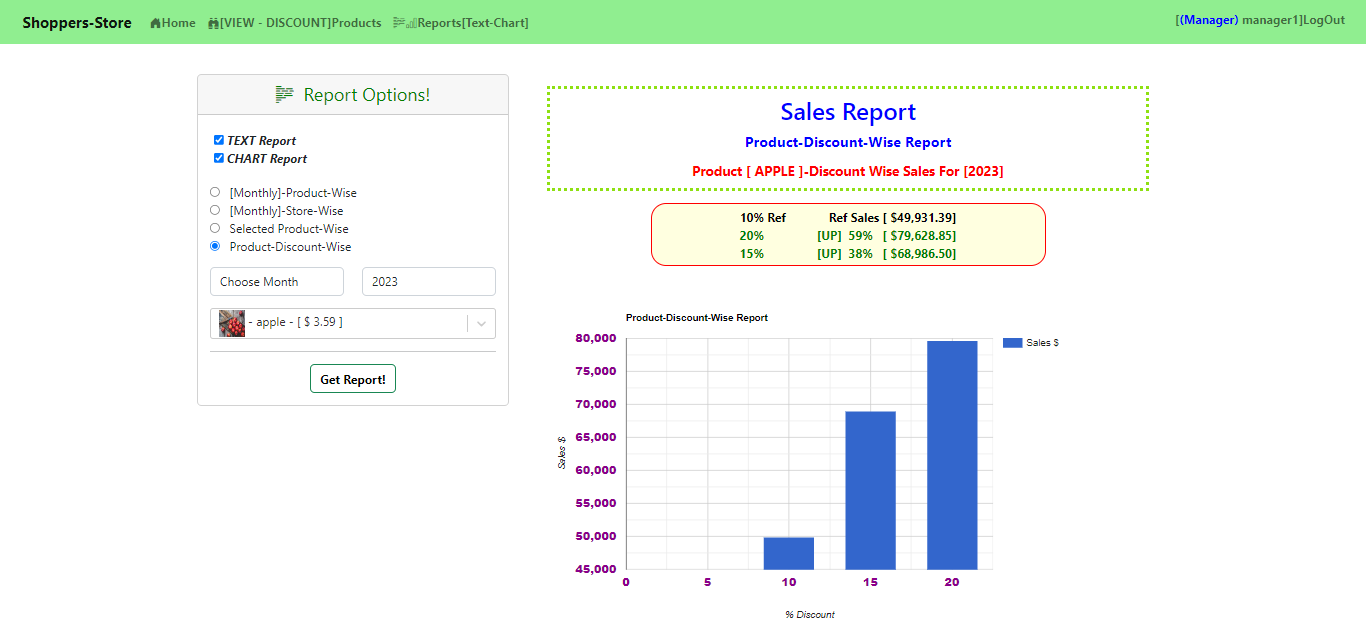 Shoppers-Store Home [VIEW - DISCOUNT]Products Reports[Text-Chart] [(Manager) manager1]LogOut
Report Options!
TEXT Report
CHART Report
[Monthly]-Product-Wise
[Monthly]-Store-Wise
Selected Product-Wise
Product-Discount-Wise
Choose Month 2023
- apple - [ $ 3.59 ]
Get Report!
Sales Report
Product-Discount-Wise Report
Product [ APPLE ]-Discount Wise Sales For [2023]
10% Ref Ref Sales [ $49,931.39]
20% [UP] 59% [ $79,628.85]
15% [UP] 38% [ $68,986.50]
Product-Discount-Wise Report
80,000
75,000
70,000
65,000
60,000
55,000
50,000
45,000
Sales $
0 5 10 15 20
% Discount
Sales $